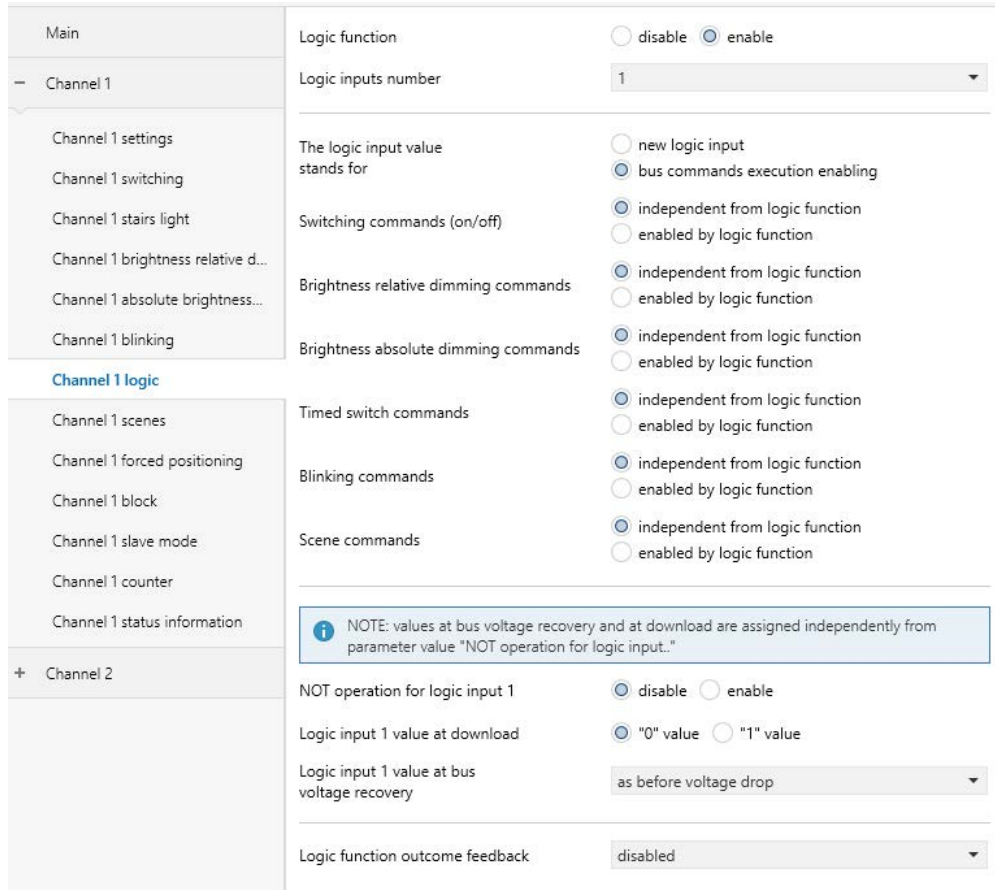 Main
− Channel 1
Channel 1 settings
Channel 1 switching
Channel 1 stairs light
Channel 1 brightness relative d...
Channel 1 absolute brightness...
Channel 1 blinking
Channel 1 logic
Channel 1 scenes
Channel 1 forced positioning
Channel 1 block
Channel 1 slave mode
Channel 1 counter
Channel 1 status information
+ Channel 2
Logic function disable enable
Logic inputs number 1
The logic input value
stands for
new logic input
bus commands execution enabling
Switching commands (on/off)
independent from logic function
enabled by logic function
Brightness relative dimming commands
independent from logic function
enabled by logic function
Brightness absolute dimming commands
independent from logic function
enabled by logic function
Timed switch commands
independent from logic function
enabled by logic function
Blinking commands
independent from logic function
enabled by logic function
Scene commands
independent from logic function
enabled by logic function
NOTE: values at bus voltage recovery and at download are assigned independently from
parameter value "NOT operation for logic input.."
NOT operation for logic input 1 disable enable
Logic input 1 value at download "0" value "1" value
Logic input 1 value at bus
voltage recovery
as before voltage drop
Logic function outcome feedback disabled